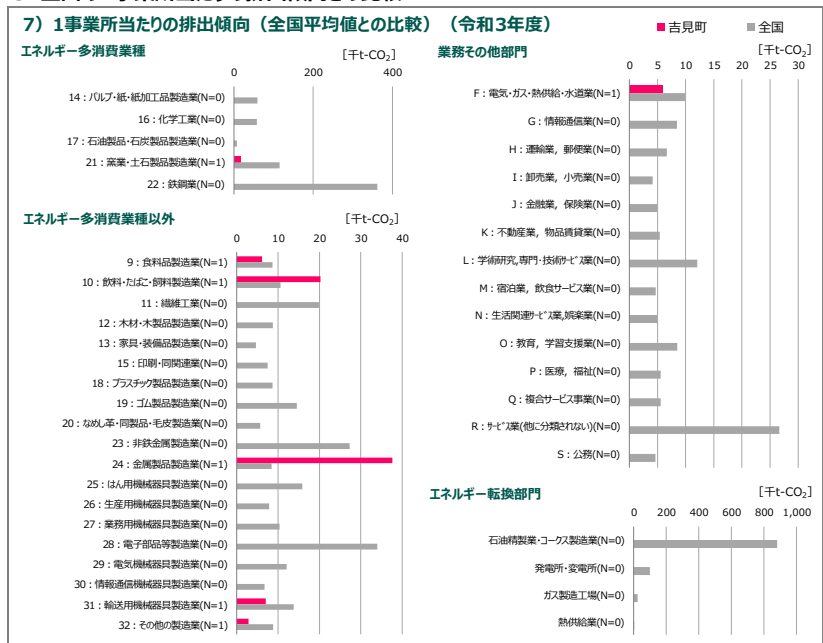 7）1事業所当たりの排出傾向（全国平均値との比較）（令和3年度）
■吉見町 ■全国
エネルギー多消費業種
［千t-CO2］
0 200 400
14：パルプ・紙・紙加工品製造業(N=0)
16：化学工業(N=0)
17：石油製品・石炭製品製造業(N=0)
21：窯業・土石製品製造業(N=1)
22：鉄鋼業(N=0)
エネルギー多消費業種以外
［千t-CO2］
0 10 20 30 40
9：食料品製造業(N=1)
10：飲料・たばこ・飼料製造業(N=1)
11：繊維工業(N=0)
12：木材・木製品製造業(N=0)
13：家具・装備品製造業(N=0)
15：印刷・同関連業(N=0)
18：プラスチック製品製造業(N=0)
19：ゴム製品製造業(N=0)
20：なめし革・同製品・毛皮製造業(N=0)
23：非鉄金属製造業(N=0)
24：金属製品製造業(N=1)
25：はん用機械器具製造業(N=0)
26：生産用機械器具製造業(N=0)
27：業務用機械器具製造業(N=0)
28：電子部品等製造業(N=0)
29：電気機械器具製造業(N=0)
30：情報通信機械器具製造業(N=0)
31：輸送用機械器具製造業(N=1)
32：その他の製造業(N=1)
業務その他部門
［千t-CO2］
0 5 10 15 20 25 30
F：電気・ガス・熱供給・水道業(N=1)
G：情報通信業(N=0)
H：運輸業，郵便業(N=0)
I：卸売業，小売業(N=0)
J：金融業，保険業(N=0)
K：不動産業，物品賃貸業(N=0)
L：学術研究,専門・技術ｻｰﾋﾞｽ業(N=0)
M：宿泊業，飲食サービス業(N=0)
N：生活関連ｻｰﾋﾞｽ業,娯楽業(N=0)
O：教育，学習支援業(N=0)
P：医療，福祉(N=0)
Q：複合サービス事業(N=0)
R：ｻｰﾋﾞｽ業(他に分類されない)(N=0)
S：公務(N=0)
エネルギー転換部門
［千t-CO2］
0 200 400 600 800 1,000
石油精製業・コークス製造業(N=0)
発電所・変電所(N=0)
ガス製造工場(N=0)
熱供給業(N=0)